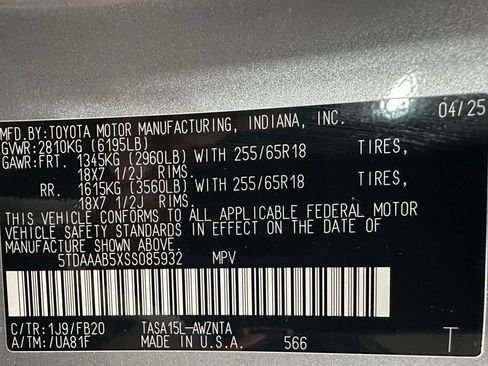 MFD.BY:TOYOTA MOTOR MANUFACTURING, INDIANA, INC. 04/25
GVWR:2810KG (6195LB)
GAWR:FRT. 1345KG (2960LB) WITH 255/65R18 TIRES,
18X7 1/2J RIMS.
RR. 1615KG (3560LB) WITH 255/65R18 TIRES,
18X7 1/2J RIMS.
THIS VEHICLE CONFORMS TO ALL APPLICABLE FEDERAL MOTOR
VEHICLE SAFETY STANDARDS IN EFFECT ON THE DATE OF
MANUFACTURE SHOWN ABOVE.
5TDAAAB5XSS085932 MPV
C/TR:1J9/FB20 TASA15L-AWZNTA
A/TM:/UA81F MADE IN U.S.A. 566 T